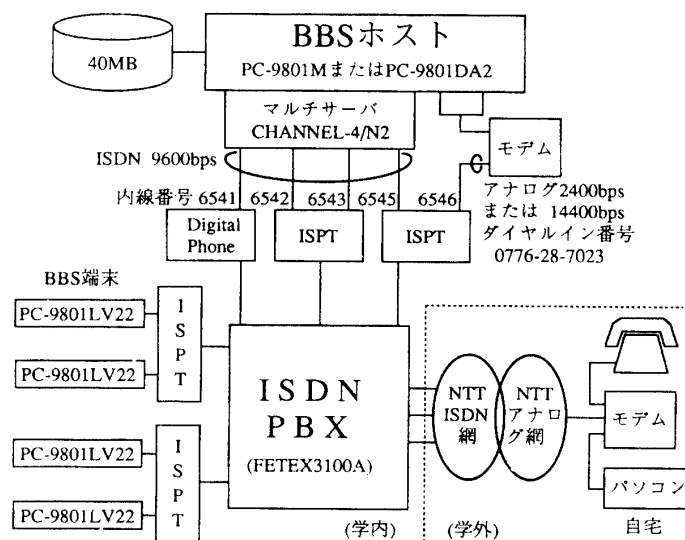 BBSホスト
40MB
PC-9801MまたはPC-9801DA2
マルチサーバ
CHANNEL-4/N2
モデム
ISDN 9600bps
内線番号 6541 6542 6543 6545 6546
アナログ2400bps
または 14400bps
ダイヤルイン番号
0776-28-7023
Digital
Phone
ISPT
ISPT
BBS端末
PC-9801LV22
PC-9801LV22
ISPT
ISDN
PBX
(FETEX3100A)
NTT
ISDN
網
NTT
アナロ
グ網
モデム
PC-9801LV22
PC-9801LV22
ISPT
パソコン
(学内)
(学外)
自宅